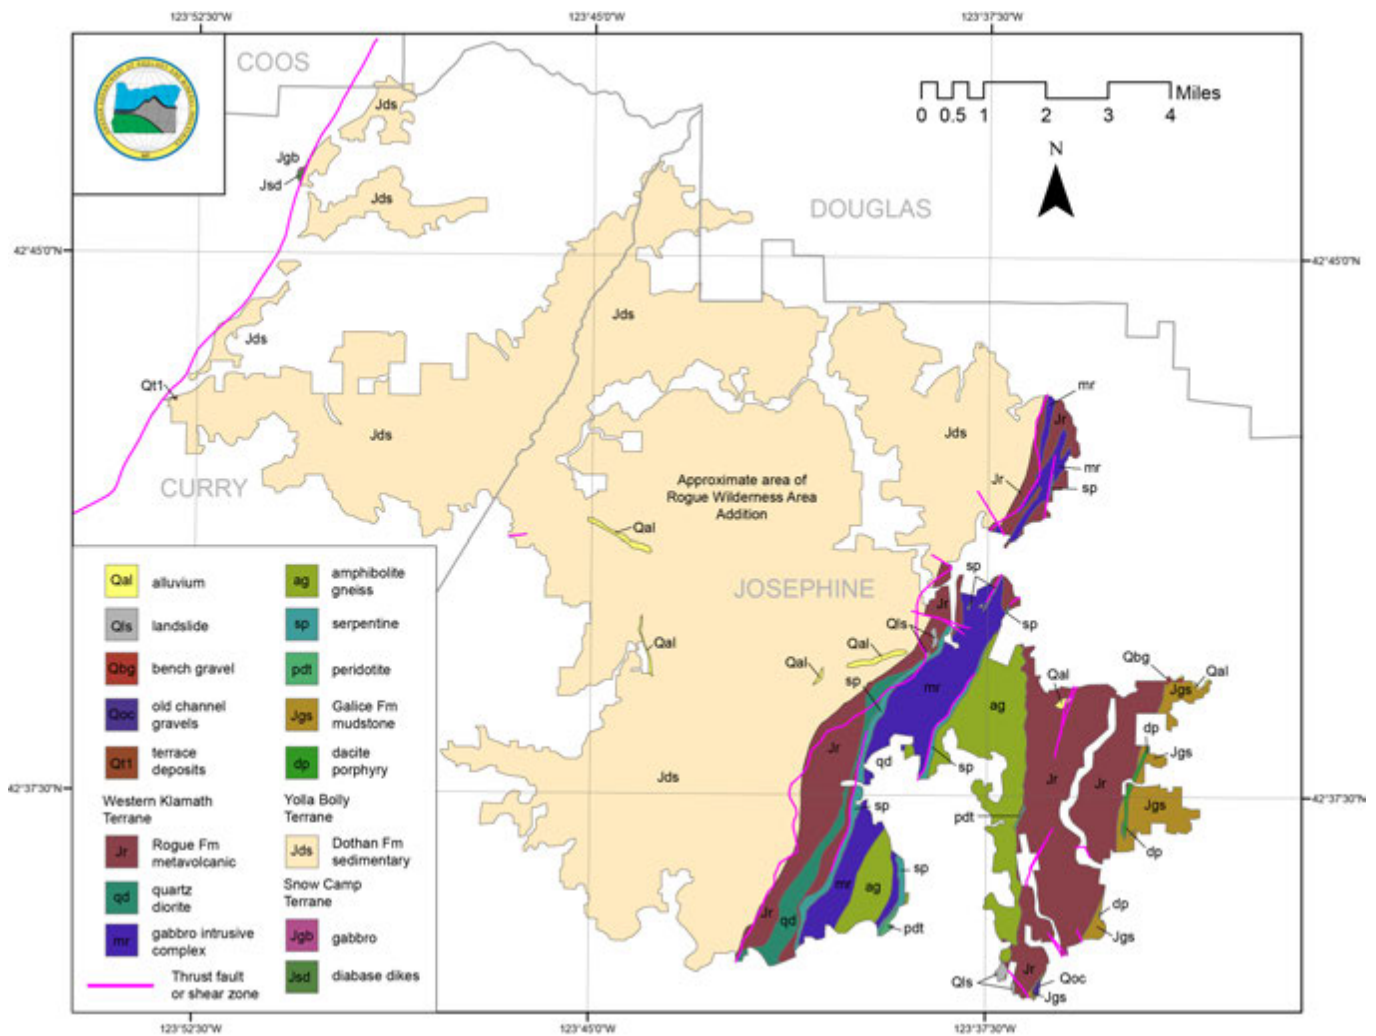 123°52'30"W
123°45'0"W
123°37'30"W
COOS
Jds
0 0.5 1 2 3 4 Miles
N
Jgb
Jsd
Jds
DOUGLAS
42°45'0"N
42°45'0"N
Jds
Jds
Qt1
mr
Jr
Jds
Jds
mr
Jr
sp
CURRY
Approximate area of
Rogue Wilderness Area
Addition
Qal
sp
JOSEPHINE
Jr
Qls
sp
Qal
Qal
Qal
sp
mr
Qbg
Qal
Qal
Jgs
ag
dp
Jgs
Jr
qd
sp
Jds
Jr
Jr
42°37'30"N
42°37'30"N
sp
pdt
Jgs
dp
mr
ag
sp
Jr
qd
pdt
dp
Jgs
Jr
Qls
Qoc
Jgs
Qal alluvium
Qls landslide
Qbg bench gravel
Qoc old channel
gravels
Qt1 terrace
deposits
Western Klamath
Terrane
Jr Rogue Fm
metavolcanic
qd quartz
diorite
mr gabbro intrusive
complex
Thrust fault
or shear zone
ag amphibolite
gneiss
sp serpentine
pdt peridotite
Jgs Galice Fm
mudstone
dp dacite
porphyry
Yolla Bolly
Terrane
Jds Dothan Fm
sedimentary
Snow Camp
Terrane
Jgb gabbro
Jsd diabase dikes
123°52'30"W
123°45'0"W
123°37'30"W